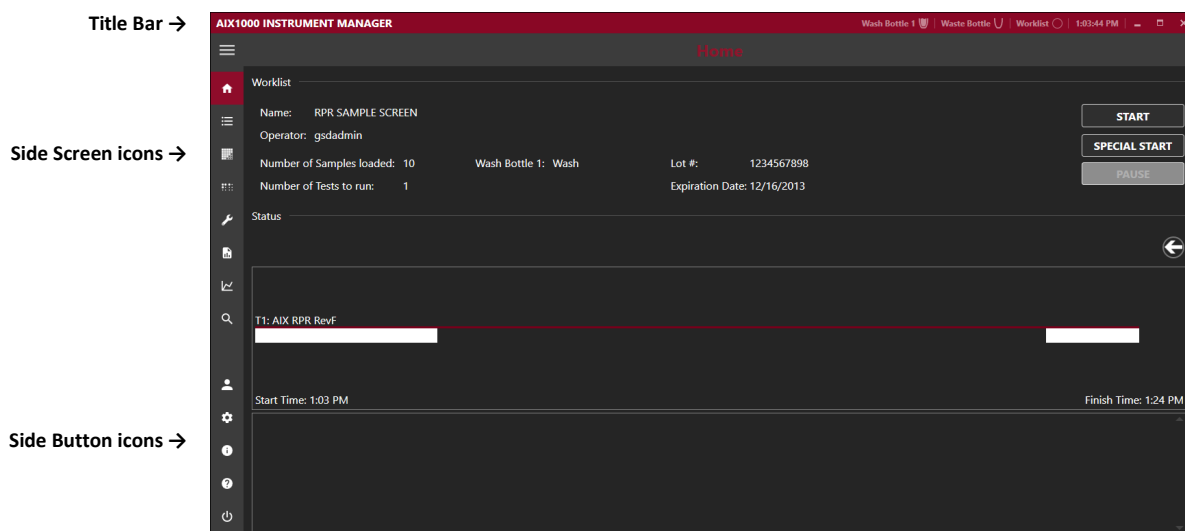 Title Bar →
AIX1000 INSTRUMENT MANAGER Wash Bottle 1 | Waste Bottle | Worklist | 1:03:44 PM
Home
Worklist
Name: RPR SAMPLE SCREEN
START
Operator: gsdadmin
Side Screen icons →
SPECIAL START
Number of Samples loaded: 10 Wash Bottle 1: Wash Lot #: 1234567898
PAUSE
Number of Tests to run: 1 Expiration Date: 12/16/2013
Status
T1: AIX RPR RevF
Start Time: 1:03 PM Finish Time: 1:24 PM
Side Button icons →